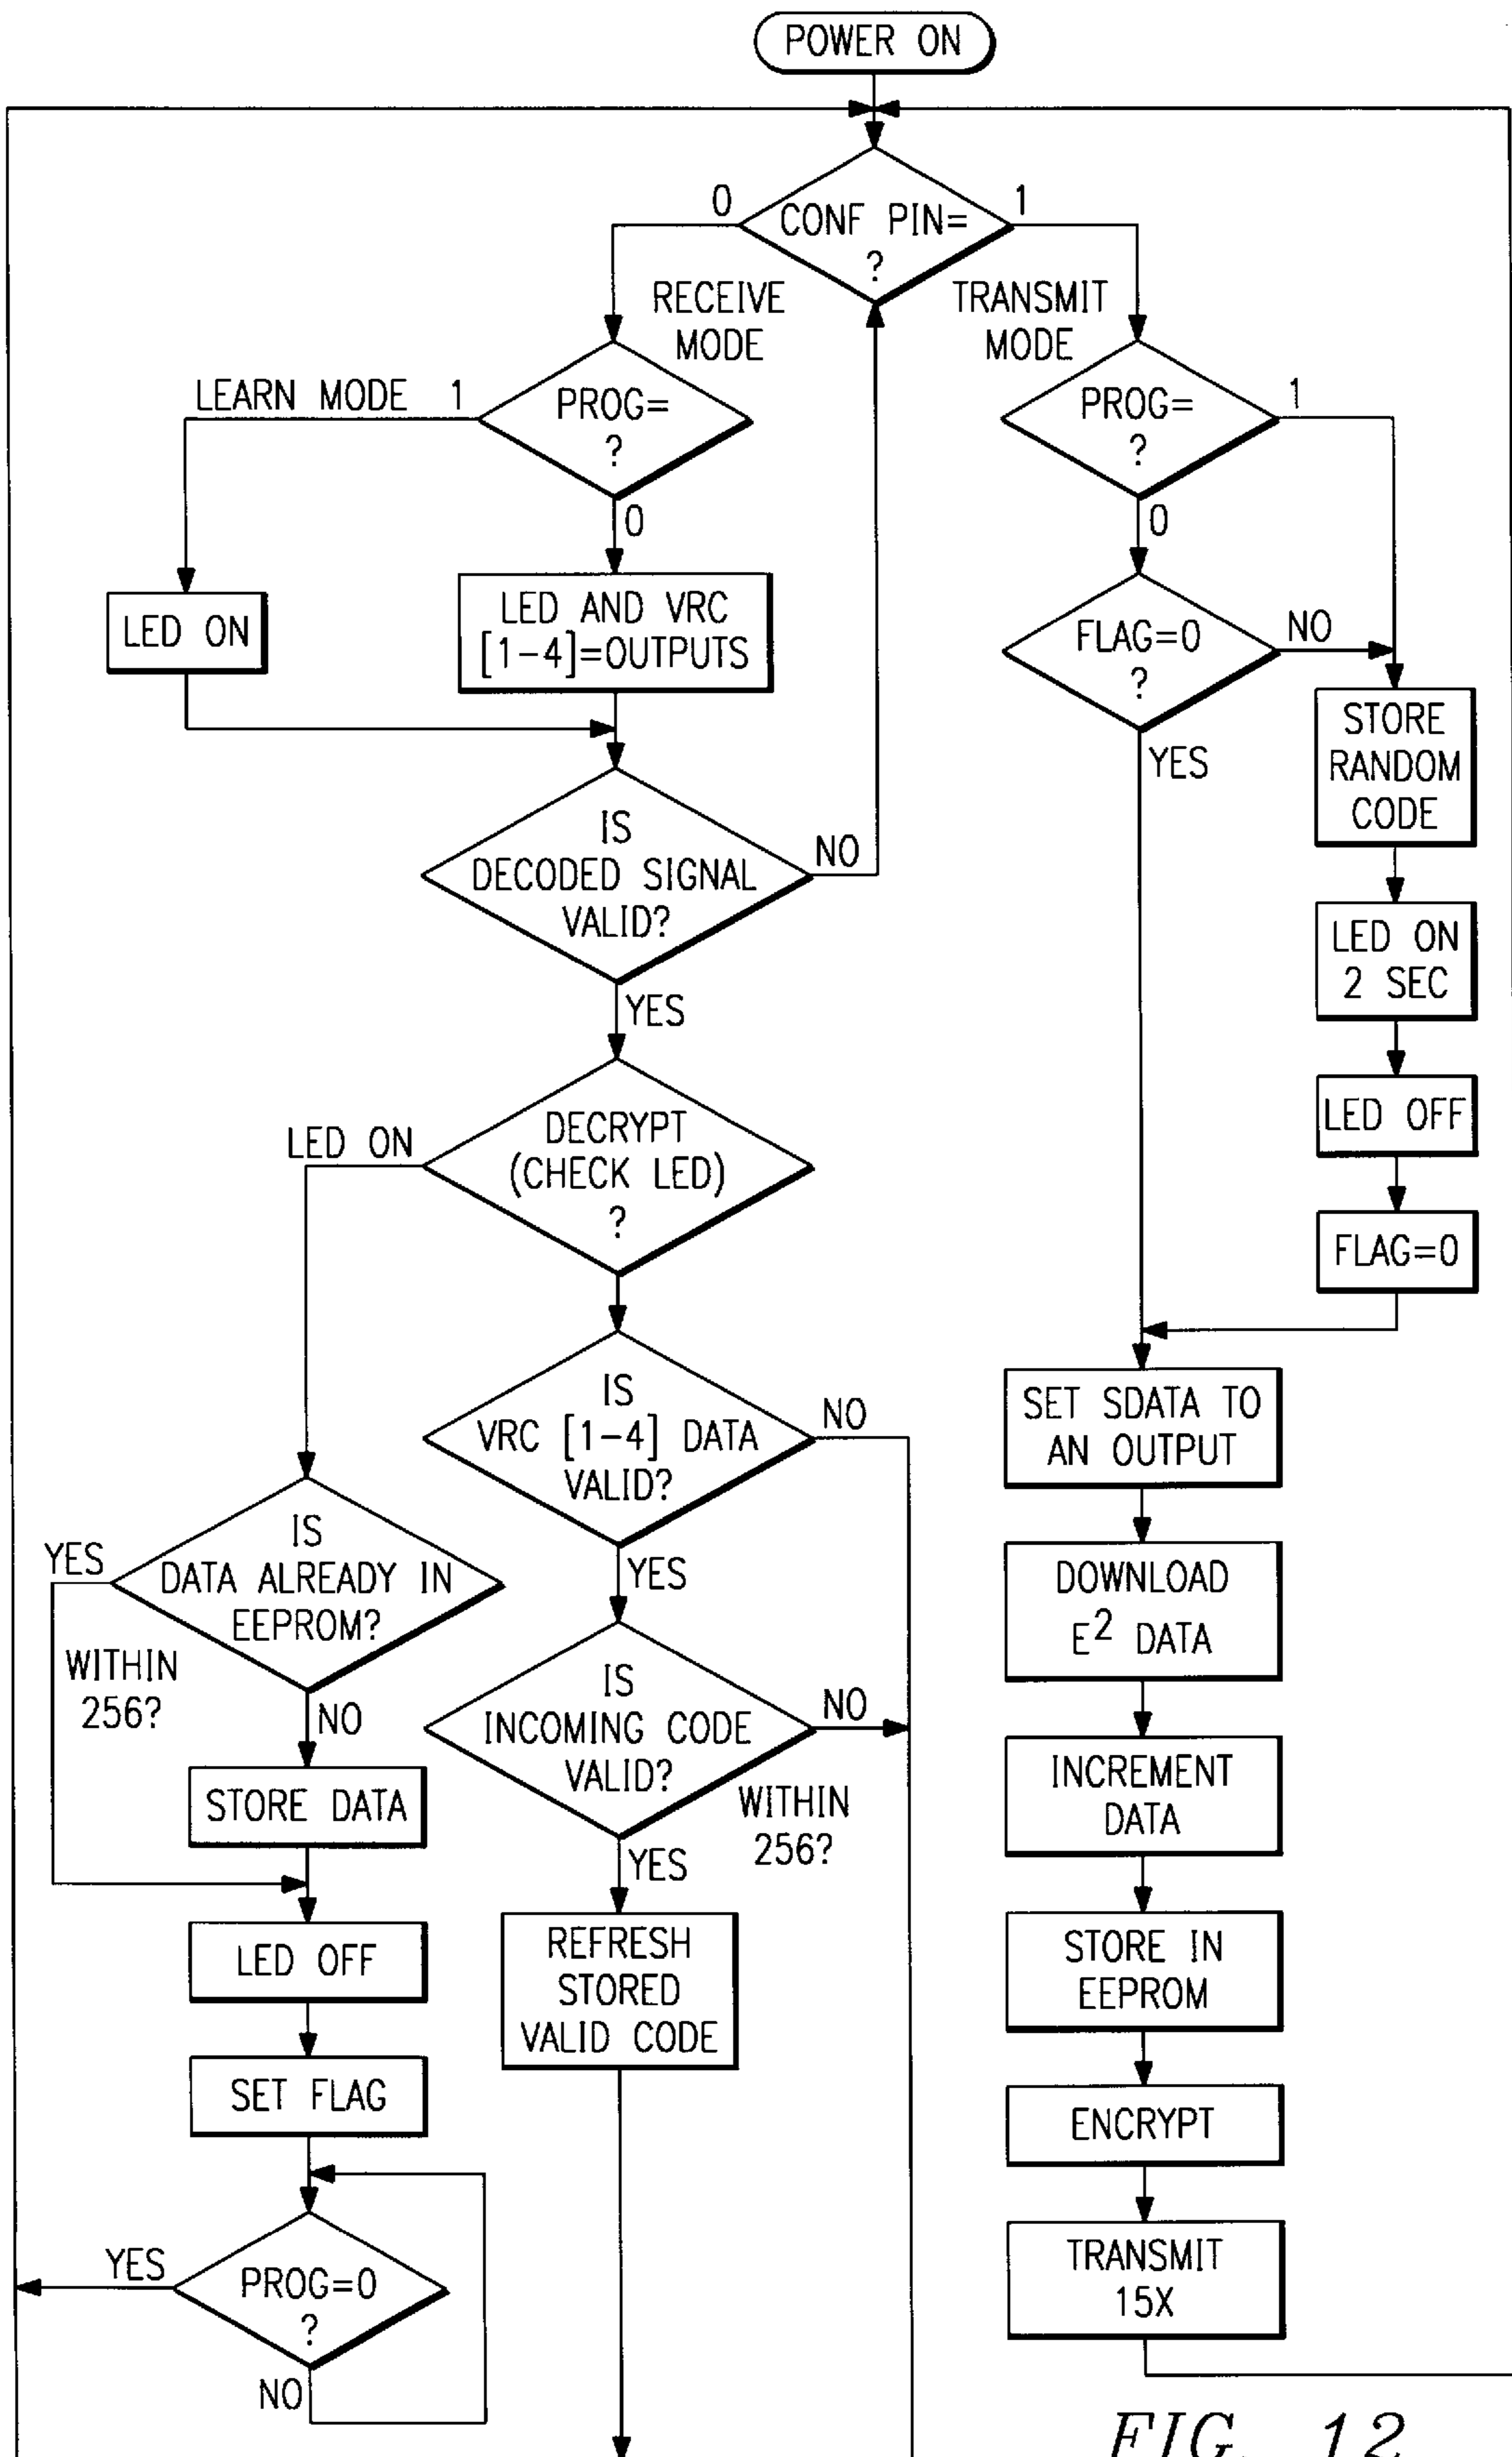 POWER ON
0
CONF PIN=
?
1
RECEIVE
MODE
TRANSMIT
MODE
LEARN MODE 1
PROG=
?
0
PROG=
?
1
0
LED ON
LED AND VRC
[1-4]=OUTPUTS
FLAG=0
?
NO
YES
STORE
RANDOM
CODE
IS
DECODED SIGNAL
VALID?
NO
YES
LED ON
2 SEC
LED OFF
FLAG=0
LED ON
DECRYPT
(CHECK LED)
?
IS
VRC [1-4] DATA
VALID?
NO
YES
SET SDATA TO
AN OUTPUT
YES
IS
DATA ALREADY IN
EEPROM?
WITHIN
256?
NO
DOWNLOAD
E² DATA
IS
INCOMING CODE
VALID?
NO
WITHIN
256?
YES
STORE DATA
INCREMENT
DATA
LED OFF
REFRESH
STORED
VALID CODE
STORE IN
EEPROM
SET FLAG
ENCRYPT
YES
PROG=0
?
NO
TRANSMIT
15X
FIG. 12